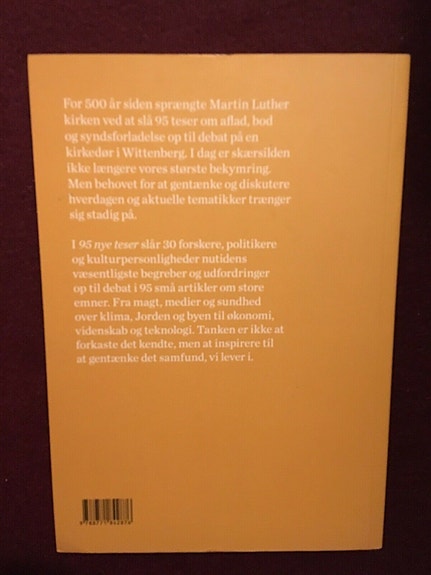 For 500 år siden sprængte Martin Luther
kirken ved at slå 95 teser om aflad, bod
og syndsforladelse op til debat på en
kirkedør i Wittenberg. I dag er skærsilden
ikke længere vores største bekymring.
Men behovet for at gentænke og diskutere
hverdagen og aktuelle tematikker trænger
sig stadig på.
I 95 nye teser slår 30 forskere, politikere
og kulturpersonligheder nutidens
væsentligste begreber og udfordringer
op til debat i 95 små artikler om store
emner. Fra magt, medier og sundhed
over klima, Jorden og byen til økonomi,
videnskab og teknologi. Tanken er ikke at
forkaste det kendte, men at inspirere til
at gentænke det samfund, vi lever i.